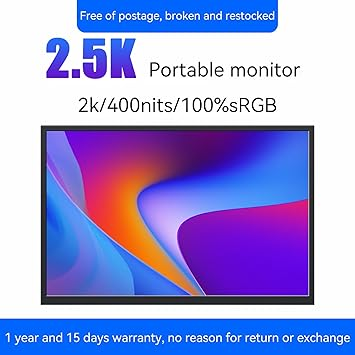 Free of postage, broken and restocked
2.5K Portable monitor
2k/400nits/100%sRGB
1 year and 15 days warranty, no reason for return or exchange